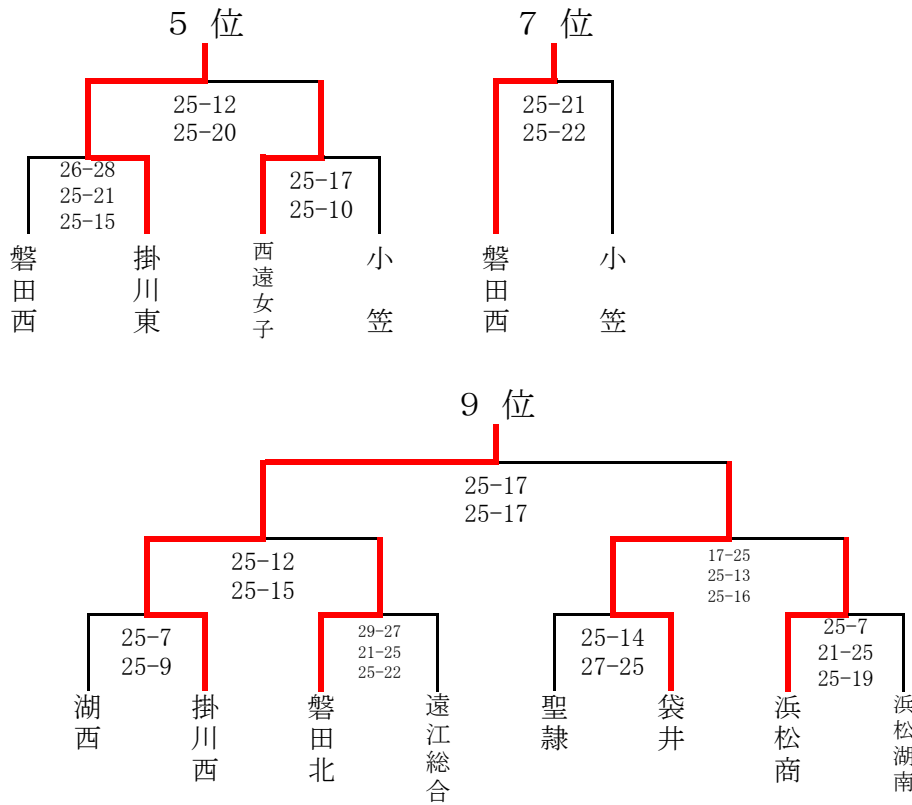 5 位
25-12
25-20
26-28
25-21
25-15
25-17
25-10
磐田西
掛川東
西遠女子
小笠
7 位
25-21
25-22
磐田西
小笠
9 位
25-17
25-17
25-12
25-15
17-25
25-13
25-16
25-7
25-9
29-27
21-25
25-22
25-14
27-25
25-7
21-25
25-19
湖西
掛川西
磐田北
遠江総合
聖隷
袋井
浜松商
浜松湖南